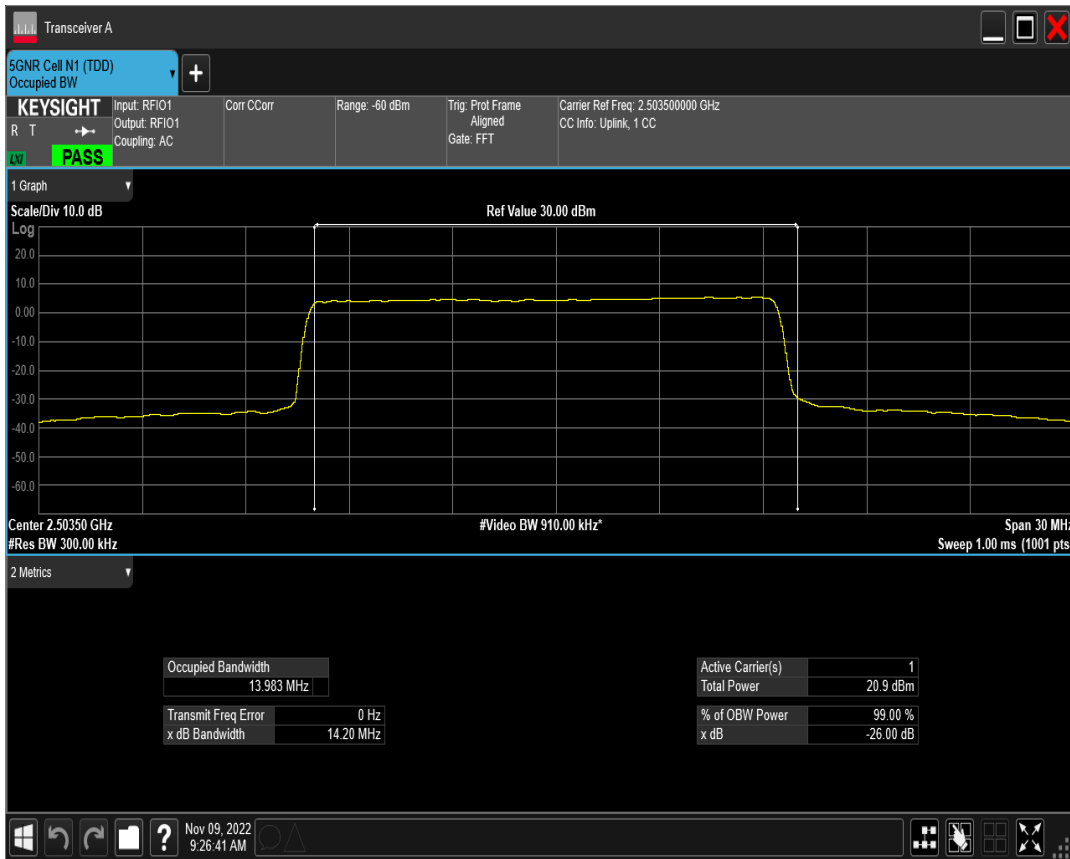 Transceiver A
5GNR Cell N1 (TDD)
Occupied BW
+
KEYSIGHT
R T
LXI
PASS
Input: RFIO1
Output: RFIO1
Coupling: AC
Corr CCorr
Range: -60 dBm
Trig: Prot Frame
Aligned
Gate: FFT
Carrier Ref Freq: 2.503500000 GHz
CC Info: Uplink, 1 CC
1 Graph
Scale/Div 10.0 dB
Ref Value 30.00 dBm
Log
20.0
10.0
0.00
-10.0
-20.0
-30.0
-40.0
-50.0
-60.0
Center 2.50350 GHz
#Video BW 910.00 kHz*
Span 30 MHz
#Res BW 300.00 kHz
Sweep 1.00 ms (1001 pts
2 Metrics
Occupied Bandwidth
13.983 MHz
Transmit Freq Error 0 Hz
x dB Bandwidth 14.20 MHz
Active Carrier(s) 1
Total Power 20.9 dBm
% of OBW Power 99.00 %
x dB -26.00 dB
?
Nov 09, 2022
9:26:41 AM